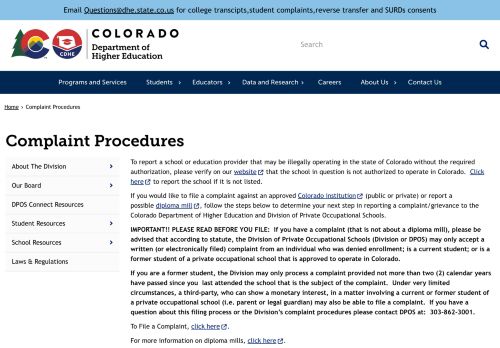 Email Questions@dhe.state.co.us for college transcipts,student complaints,reverse transfer and SURDs consents
CDHE
COLORADO
Department of
Higher Education
Search
Programs and Services
Students
Educators
Data and Research
Careers
About Us
Contact Us
Home > Complaint Procedures
Complaint Procedures
About The Division
Our Board
DPOS Connect Resources
Student Resources
School Resources
Laws & Regulations
To report a school or education provider that may be illegally operating in the state of Colorado without the required
authorization, please verify on our website that the school in question is not authorized to operate in Colorado. Click
here to report the school if it is not listed.
If you would like to file a complaint against an approved Colorado institution (public or private) or report a
possible diploma mill, follow the steps below to determine your next step in reporting a complaint/grievance to the
Colorado Department of Higher Education and Division of Private Occupational Schools.
IMPORTANT!! PLEASE READ BEFORE YOU FILE: If you have a complaint (that is not about a diploma mill), please be
advised that according to statute, the Division of Private Occupational Schools (Division or DPOS) may only accept a
written (or electronically filed) complaint from an individual who was denied enrollment; is a current student; or is a
former student of a private occupational school that is approved to operate in Colorado.
If you are a former student, the Division may only process a complaint provided not more than two (2) calendar years
have passed since you last attended the school that is the subject of the complaint. Under very limited
circumstances, a third-party, who can show a monetary interest, in a matter involving a current or former student of
a private occupational school (i.e. parent or legal guardian) may also be able to file a complaint. If you have a
question about this filing process or the Division's complaint procedures please contact DPOS at: 303-862-3001.
To File a Complaint, click here.
For more information on diploma mills, click here.